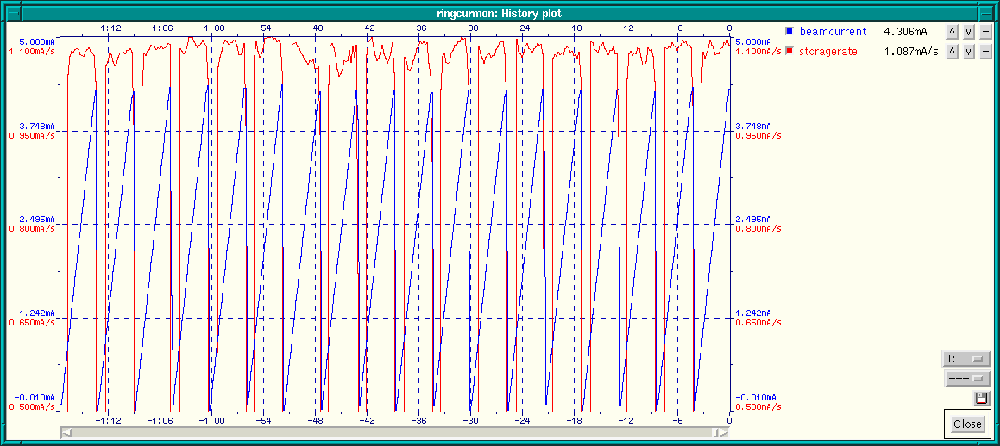 ringcurmon: History plot
-1:12 -1:06 -1:00 -54 -48 -42 -36 -30 -24 -18 -12 -6 0
5.000mA 5.000mA
1.100mA/s 1.100mA/s
beamcurrent 4.306mA ^ v −
storagerate 1.087mA/s ^ v −
3.748mA 3.748mA
0.950mA/s 0.950mA/s
2.495mA 2.495mA
0.800mA/s 0.800mA/s
1.242mA 1.242mA
0.650mA/s 0.650mA/s
1:1
---
-0.010mA -0.010mA
0.500mA/s 0.500mA/s
-1:12 -1:06 -1:00 -54 -48 -42 -36 -30 -24 -18 -12 -6 0
Close